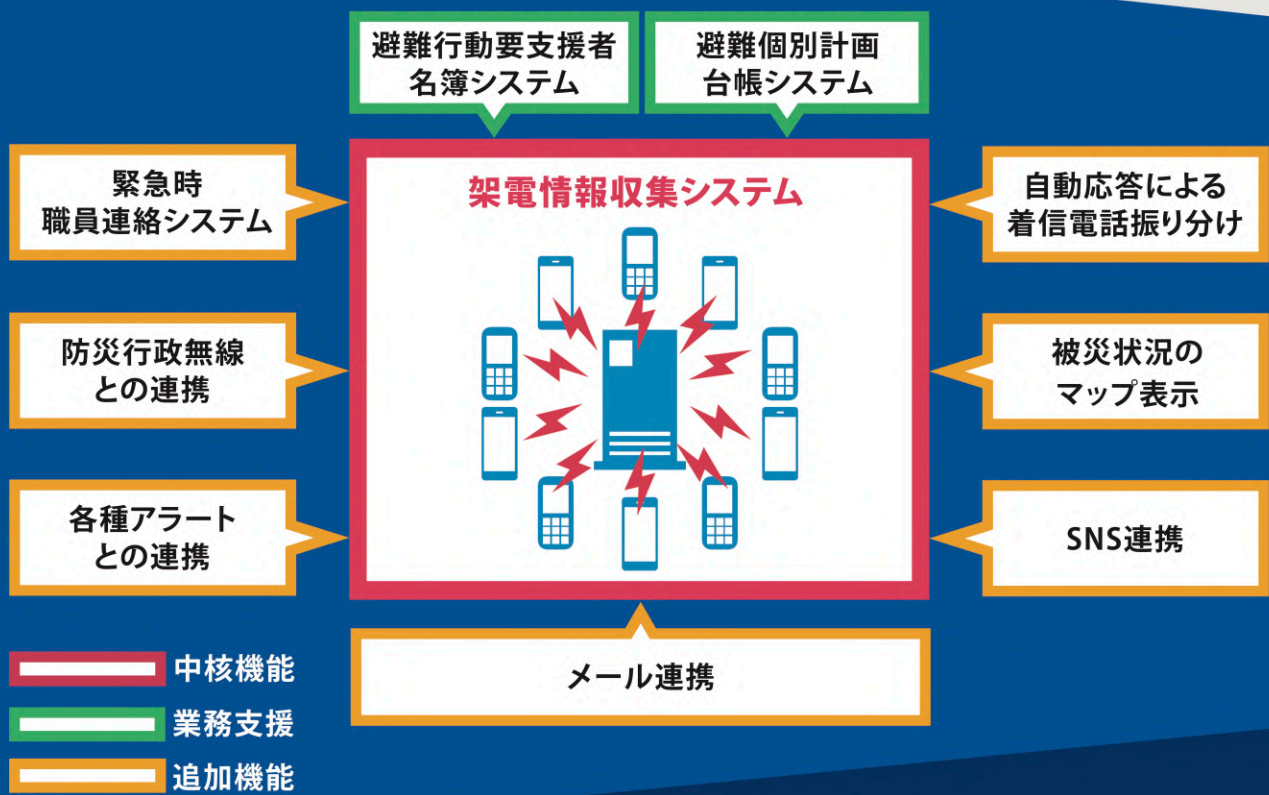 避難行動要支援者
名簿システム
避難個別計画
台帳システム
緊急時
職員連絡システム
架電情報収集システム
自動応答による
着信電話振り分け
防災行政無線
との連携
被災状況の
マップ表示
各種アラート
との連携
SNS連携
メール連携
中核機能
業務支援
追加機能